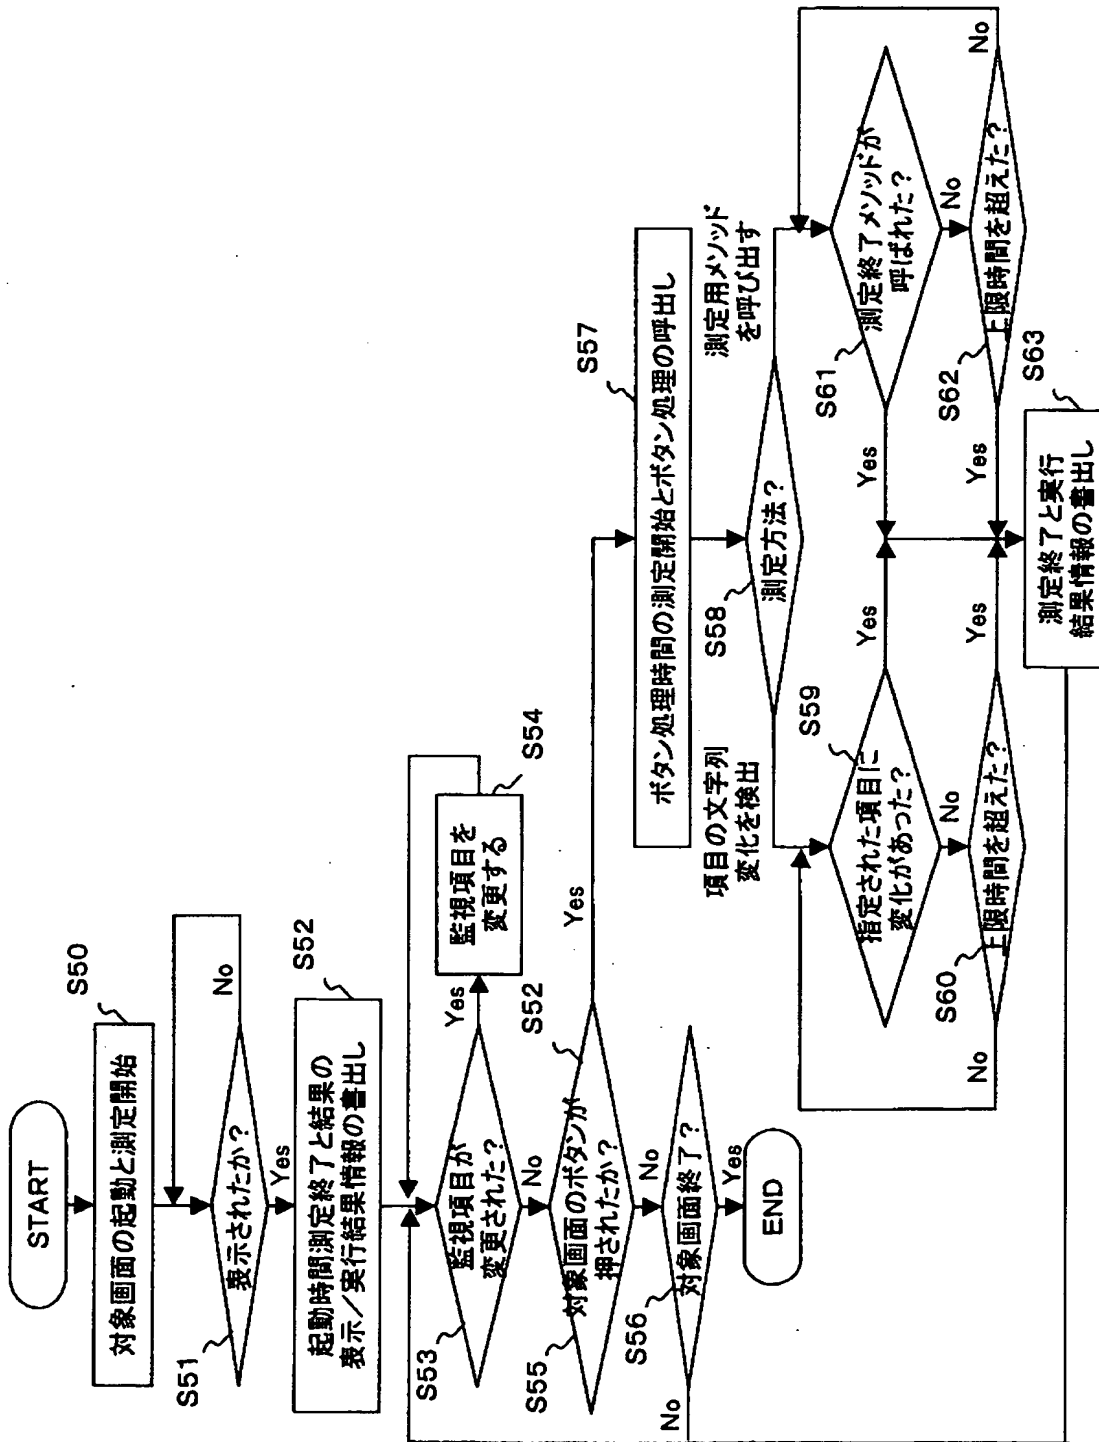 START
S50
対象画面の起動と測定開始
S51
表示されたか?
No
Yes
S52
起動時間測定終了と結果の
表示/実行結果情報の書出し
S53
監視項目が
変更された?
Yes
S54
監視項目を
変更する
No
S55
対象画面のボタンが
押されたか?
S52
Yes
No
S56
対象画面終了?
No
Yes
END
S57
ボタン処理時間の測定開始とボタン処理の呼出し
S58
測定方法?
項目の文字列
変化を検出
測定用メソッド
を呼び出す
S59
指定された項目に
変化があった?
Yes
No
S60
上限時間を超えた?
Yes
No
S61
測定終了メソッドが
呼ばれた?
Yes
No
S62
上限時間を超えた?
Yes
No
S63
測定終了と実行
結果情報の書出し